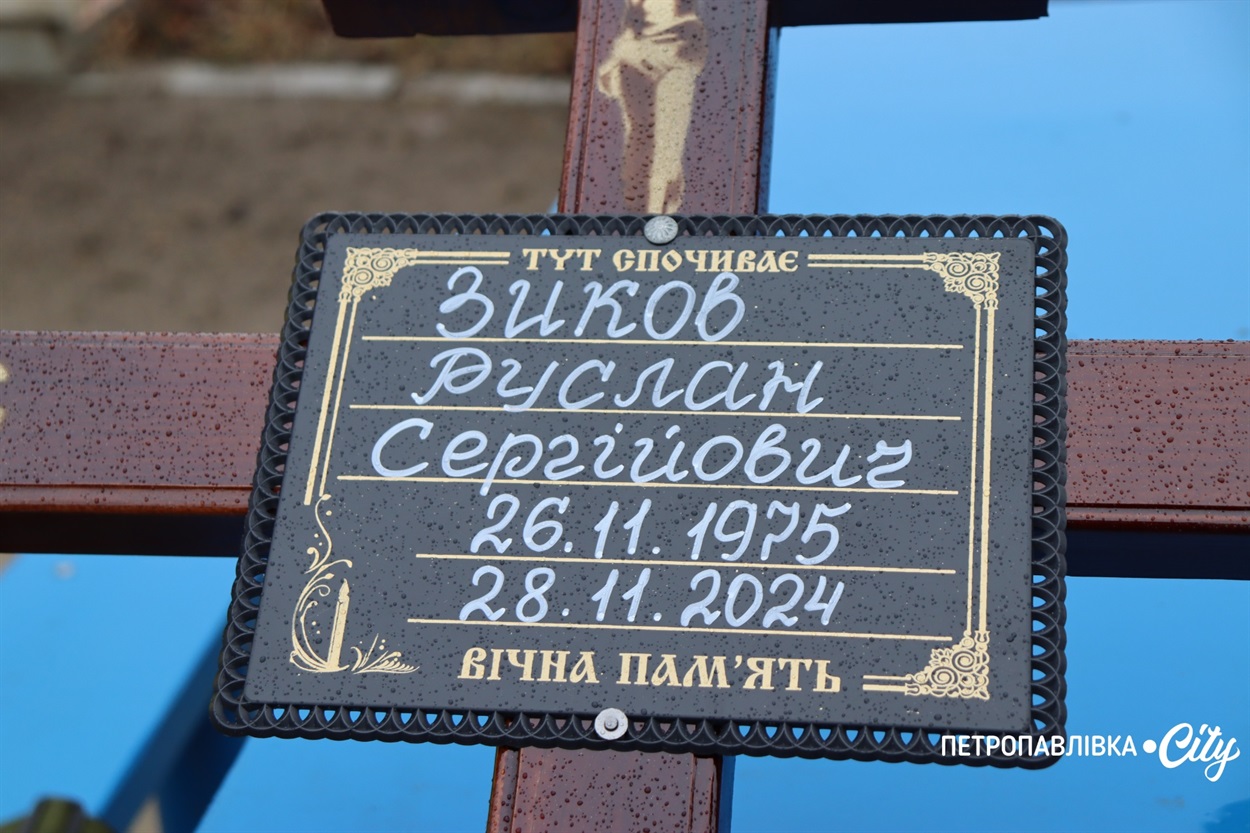 ТУТ СПОЧИВАЄ
Зиков
Руслан
Сергійович
26.11.1975
28.11.2024
ВІЧНА ПАМ'ЯТЬ
ПЕТРОПАВЛІВКА •City